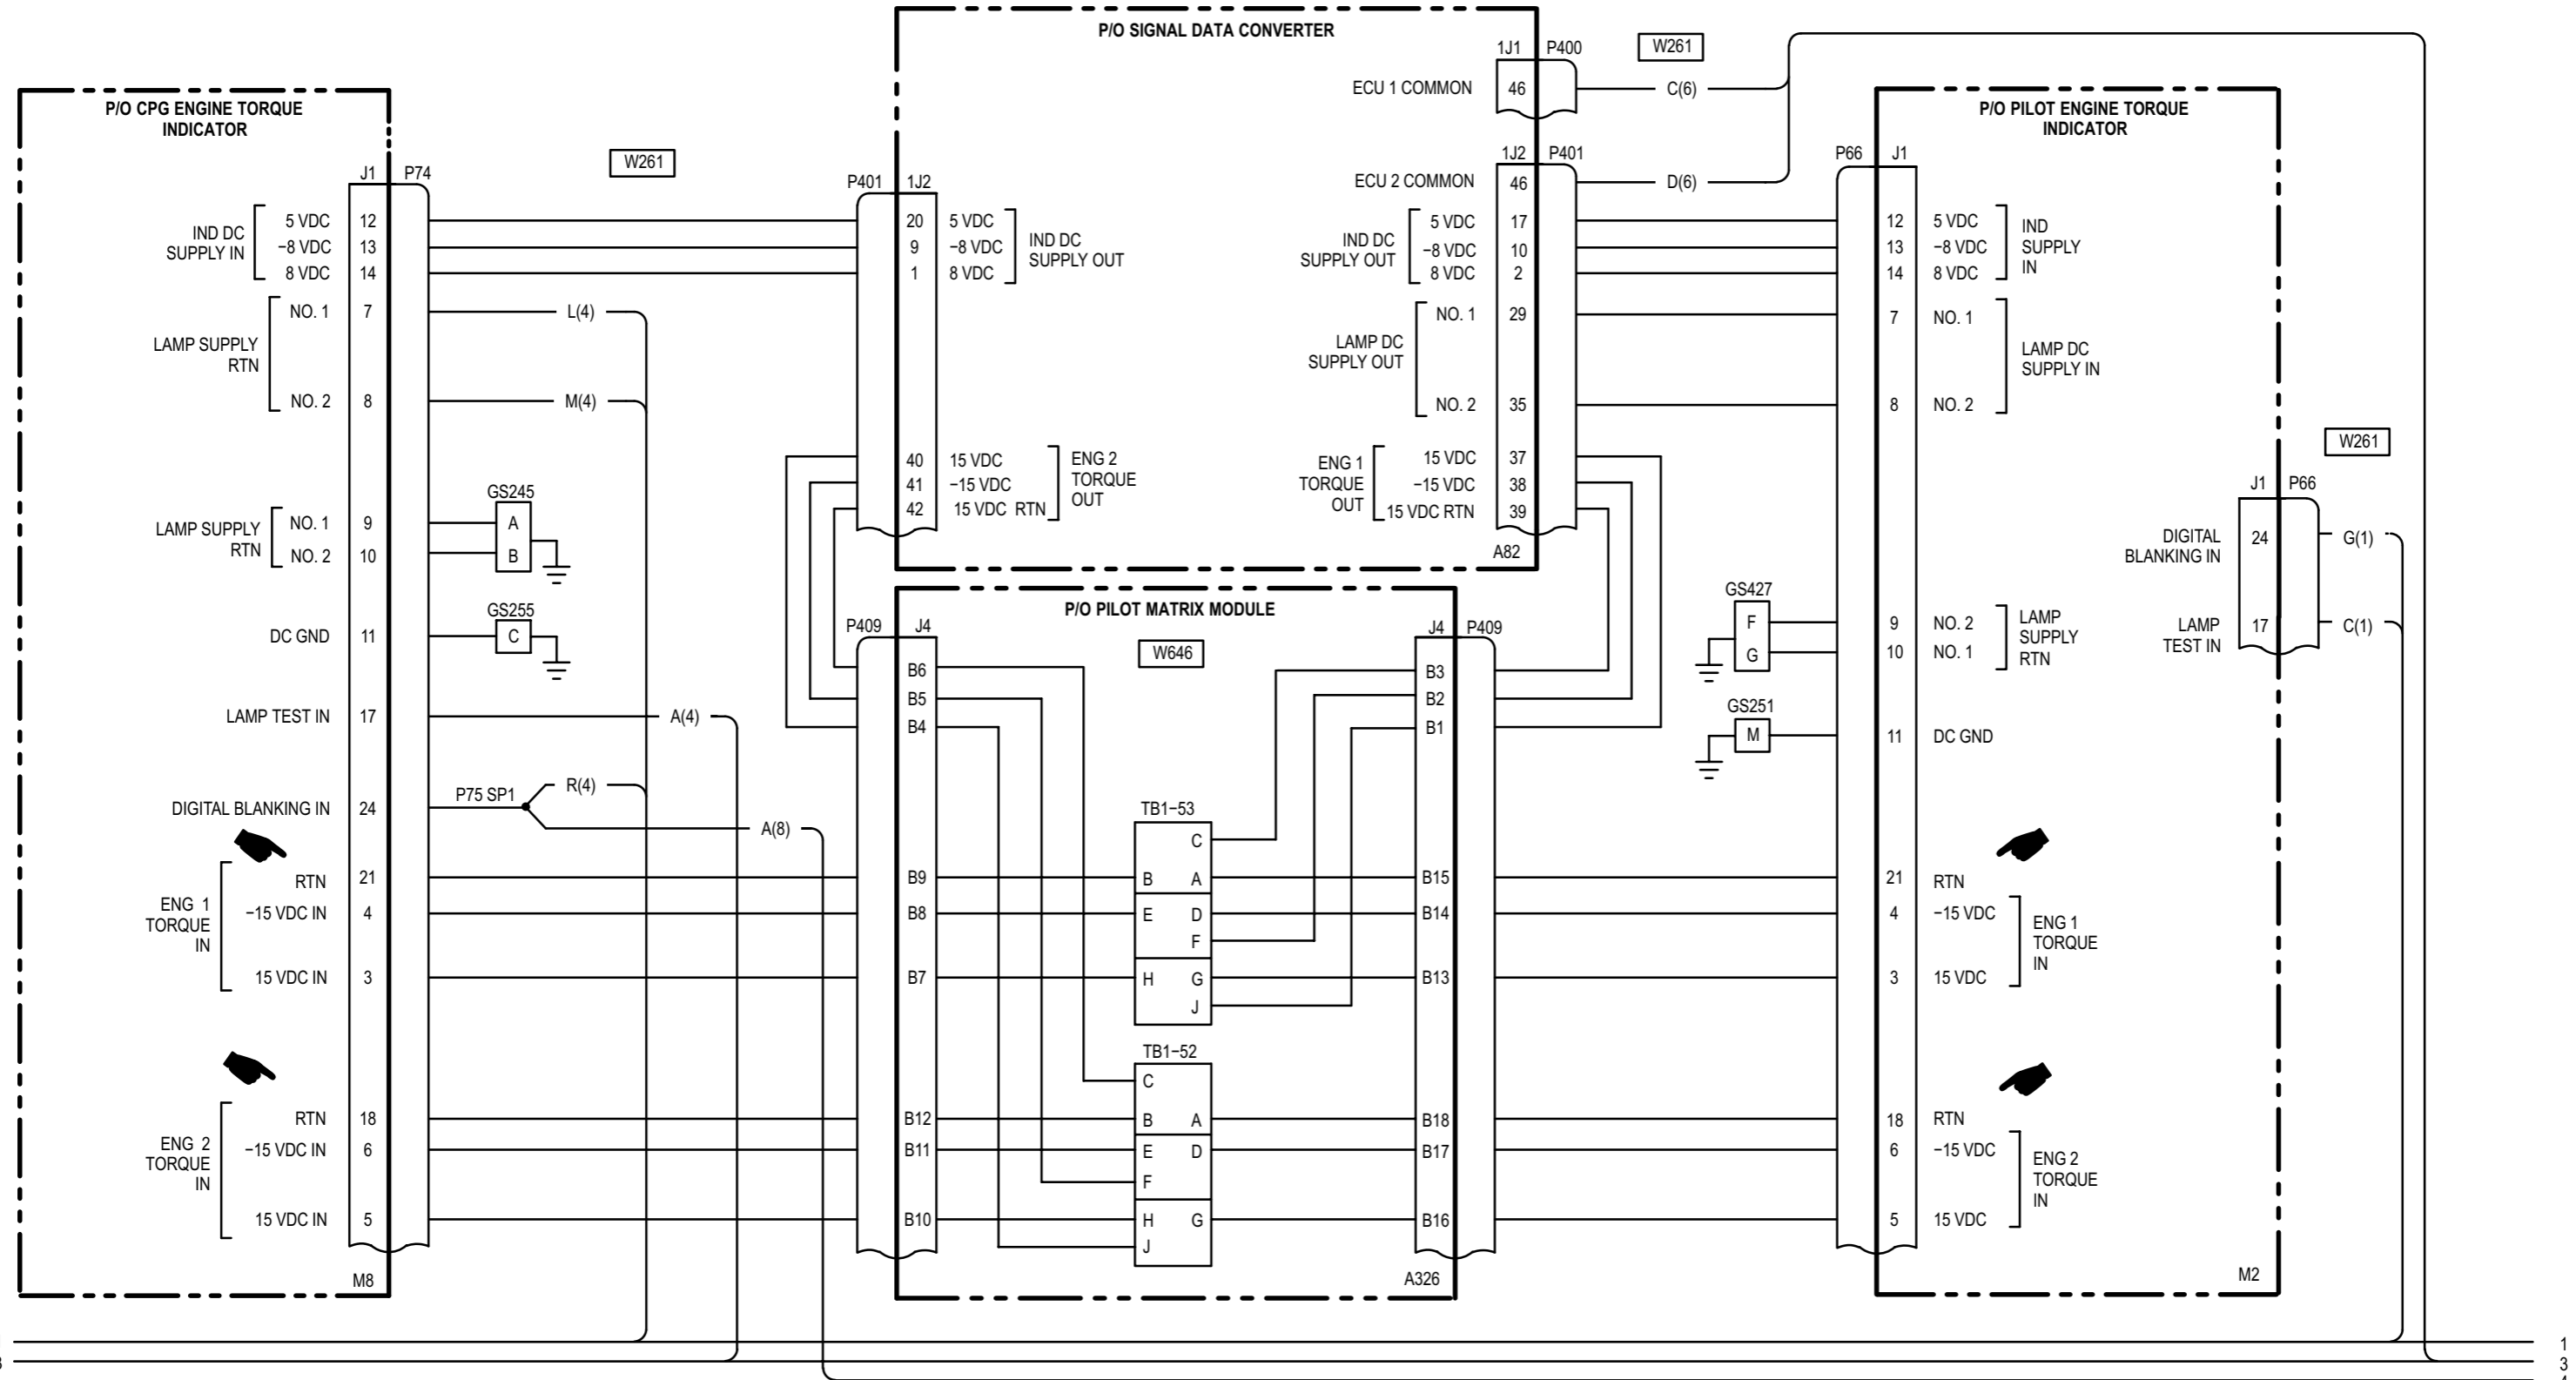 P/O CPG ENGINE TORQUE
INDICATOR
J1 P74
IND DC
SUPPLY IN
5 VDC 12
−8 VDC 13
8 VDC 14
LAMP SUPPLY
RTN
NO. 1 7
L(4)
NO. 2 8
M(4)
LAMP SUPPLY
RTN
NO. 1 9
NO. 2 10
GS245
A
B
DC GND 11
GS255
C
LAMP TEST IN 17
A(4)
DIGITAL BLANKING IN 24
P75 SP1
R(4)
A(8)
ENG 1
TORQUE
IN
RTN 21
−15 VDC IN 4
15 VDC IN 3
ENG 2
TORQUE
IN
RTN 18
−15 VDC IN 6
15 VDC IN 5
M8
W261
P/O SIGNAL DATA CONVERTER
P401 1J2
20 5 VDC
9 −8 VDC
1 8 VDC
IND DC
SUPPLY OUT
40 15 VDC
41 −15 VDC
42 15 VDC RTN
ENG 2
TORQUE
OUT
1J1 P400
ECU 1 COMMON 46
C(6)
W261
1J2 P401
ECU 2 COMMON 46
D(6)
IND DC
SUPPLY OUT
5 VDC 17
−8 VDC 10
8 VDC 2
LAMP DC
SUPPLY OUT
NO. 1 29
NO. 2 35
ENG 1
TORQUE
OUT
15 VDC 37
−15 VDC 38
15 VDC RTN 39
A82
P/O PILOT MATRIX MODULE
W646
P409 J4
B6
B5
B4
B9
B8
B7
B12
B11
B10
TB1−53
C
B A
E D
F
H G
J
TB1−52
C
B A
E D
F
H G
J
J4 P409
B3
B2
B1
B15
B14
B13
B18
B17
B16
A326
P/O PILOT ENGINE TORQUE
INDICATOR
P66 J1
12 5 VDC
13 −8 VDC
14 8 VDC
IND
SUPPLY
IN
7 NO. 1
8 NO. 2
LAMP DC
SUPPLY IN
GS427
F
G
9 NO. 2
10 NO. 1
LAMP
SUPPLY
RTN
GS251
M
11 DC GND
21 RTN
4 −15 VDC
3 15 VDC
ENG 1
TORQUE
IN
18 RTN
6 −15 VDC
5 15 VDC
ENG 2
TORQUE
IN
M2
W261
J1 P66
DIGITAL
BLANKING IN
24
G(1)
LAMP
TEST IN
17
C(1)
1
3